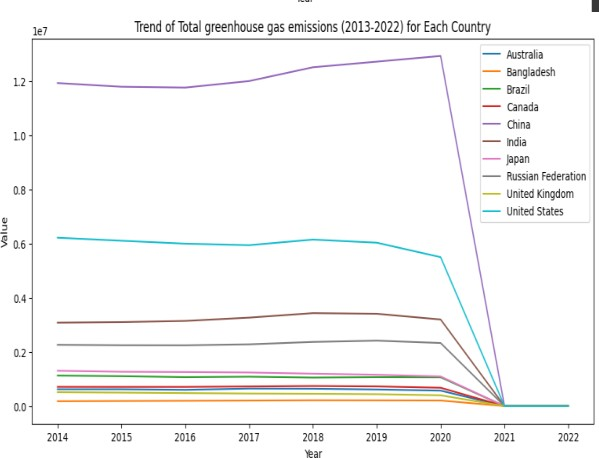 Year
Trend of Total greenhouse gas emissions (2013-2022) for Each Country
1e7
Australia
Bangladesh
Brazil
Canada
China
India
Japan
Russian Federation
United Kingdom
United States
1.2
1.0
0.8
0.6
0.4
0.2
0.0
Value
2014 2015 2016 2017 2018 2019 2020 2021 2022
Year